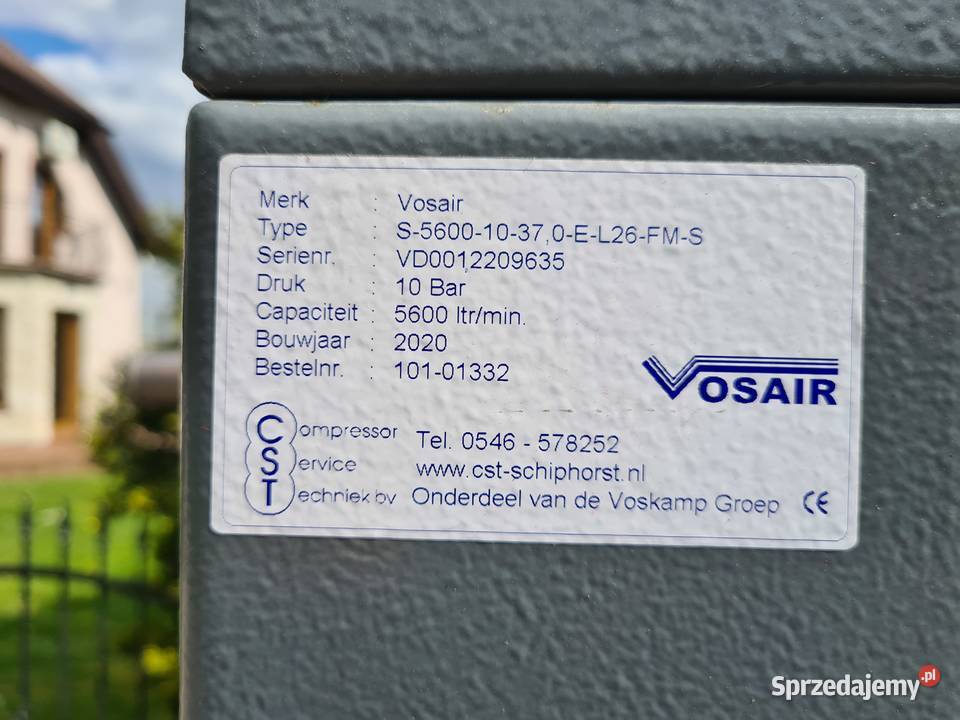 Merk : Vosair
Type : S-5600-10-37,0-E-L26-FM-S
Serienr. : VD0012209635
Druk : 10 Bar
Capaciteit : 5600 ltr/min.
Bouwjaar : 2020
Bestelnr. : 101-01332
VOSAIR
Compressor
Service
Techniek bv
Tel. 0546 - 578252
www.cst-schiphorst.nl
Onderdeel van de Voskamp Groep CE
Sprzedajemy.pl